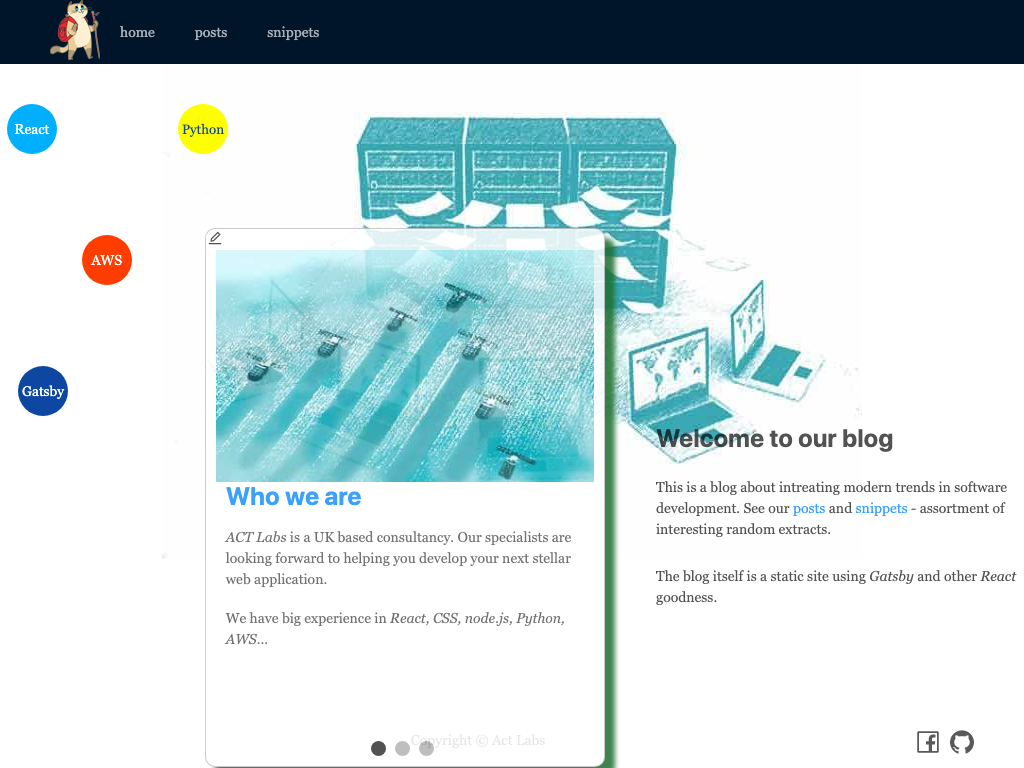 home posts snippets
React
Python
AWS
Gatsby
Who we are
ACT Labs is a UK based consultancy. Our specialists are
looking forward to helping you develop your next stellar
web application.
We have big experience in React, CSS, node.js, Python,
AWS...
Welcome to our blog
This is a blog about intreating modern trends in software
development. See our posts and snippets - assortment of
interesting random extracts.
The blog itself is a static site using Gatsby and other React
goodness.
Copyright © Act Labs